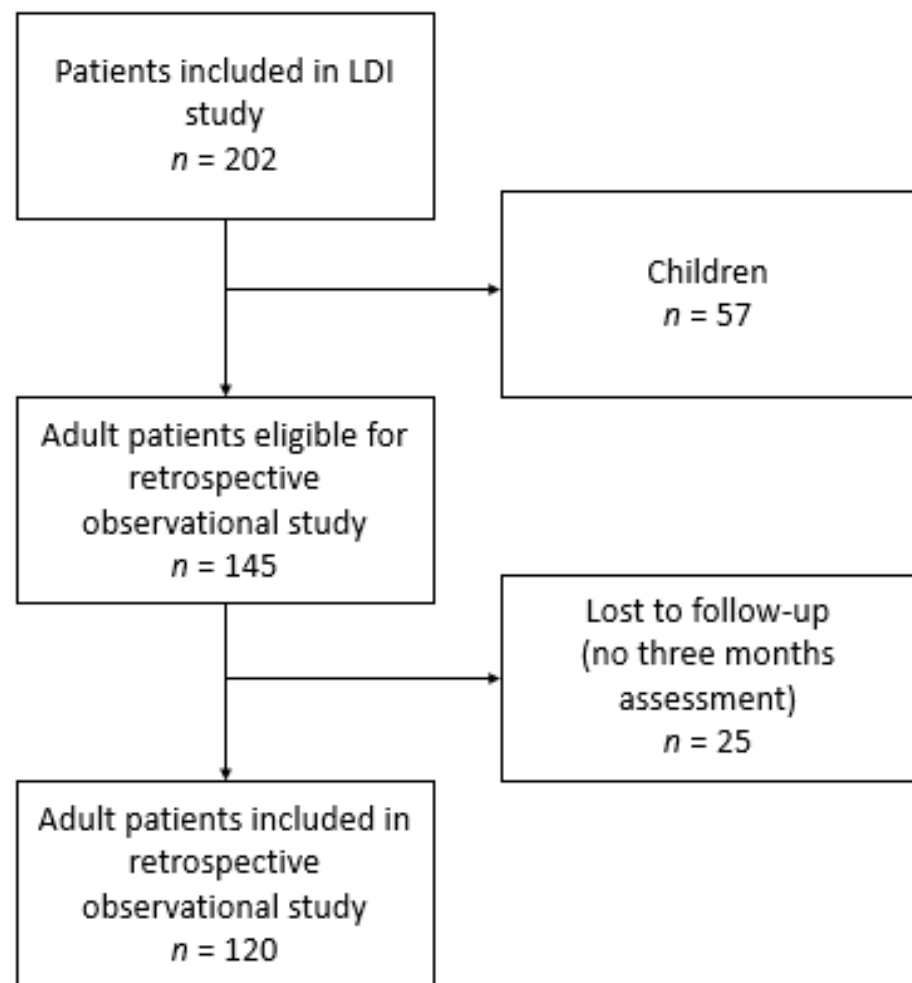 Patients included in LDI
study
n = 202
Children
n = 57
Adult patients eligible for
retrospective
observational study
n = 145
Lost to follow-up
(no three months
assessment)
n = 25
Adult patients included in
retrospective
observational study
n = 120